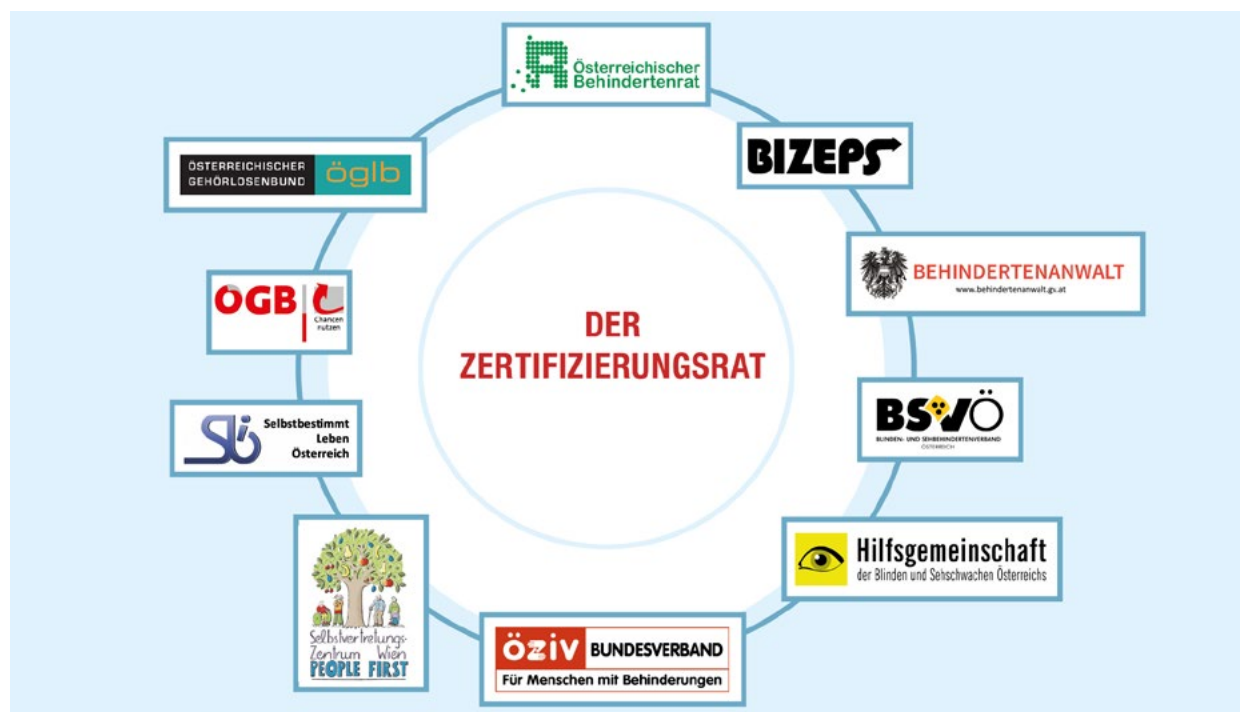 Österreichischer
Behindertenrat
BIZEPS
ÖSTERREICHISCHER
GEHÖRLOSENBUND
öglb
BEHINDERTENANWALT
www.behindertenanwalt.gv.at
ÖGB
Chancen
nutzen
DER
ZERTIFIZIERUNGSRAT
BSVÖ
BLINDEN- UND SEHBEHINDERTENVERBAND
ÖSTERREICH
SLIÖ
Selbstbestimmt
Leben
Österreich
Hilfsgemeinschaft
der Blinden und Sehschwachen Österreichs
Selbstvertretungs-
Zentrum Wien
PEOPLE FIRST
ÖZIV BUNDESVERBAND
Für Menschen mit Behinderungen